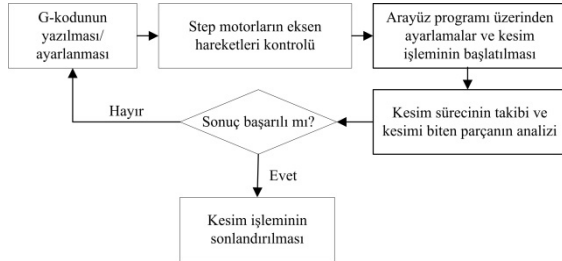 G-kodunun
yazılması/
ayarlanması
Step motorların eksen
hareketleri kontrolü
Arayüz programı üzerinden
ayarlamalar ve kesim
işleminin başlatılması
Kesim sürecinin takibi ve
kesimi biten parçanın analizi
Sonuç başarılı mı?
Hayır
Evet
Kesim işleminin
sonlandırılması